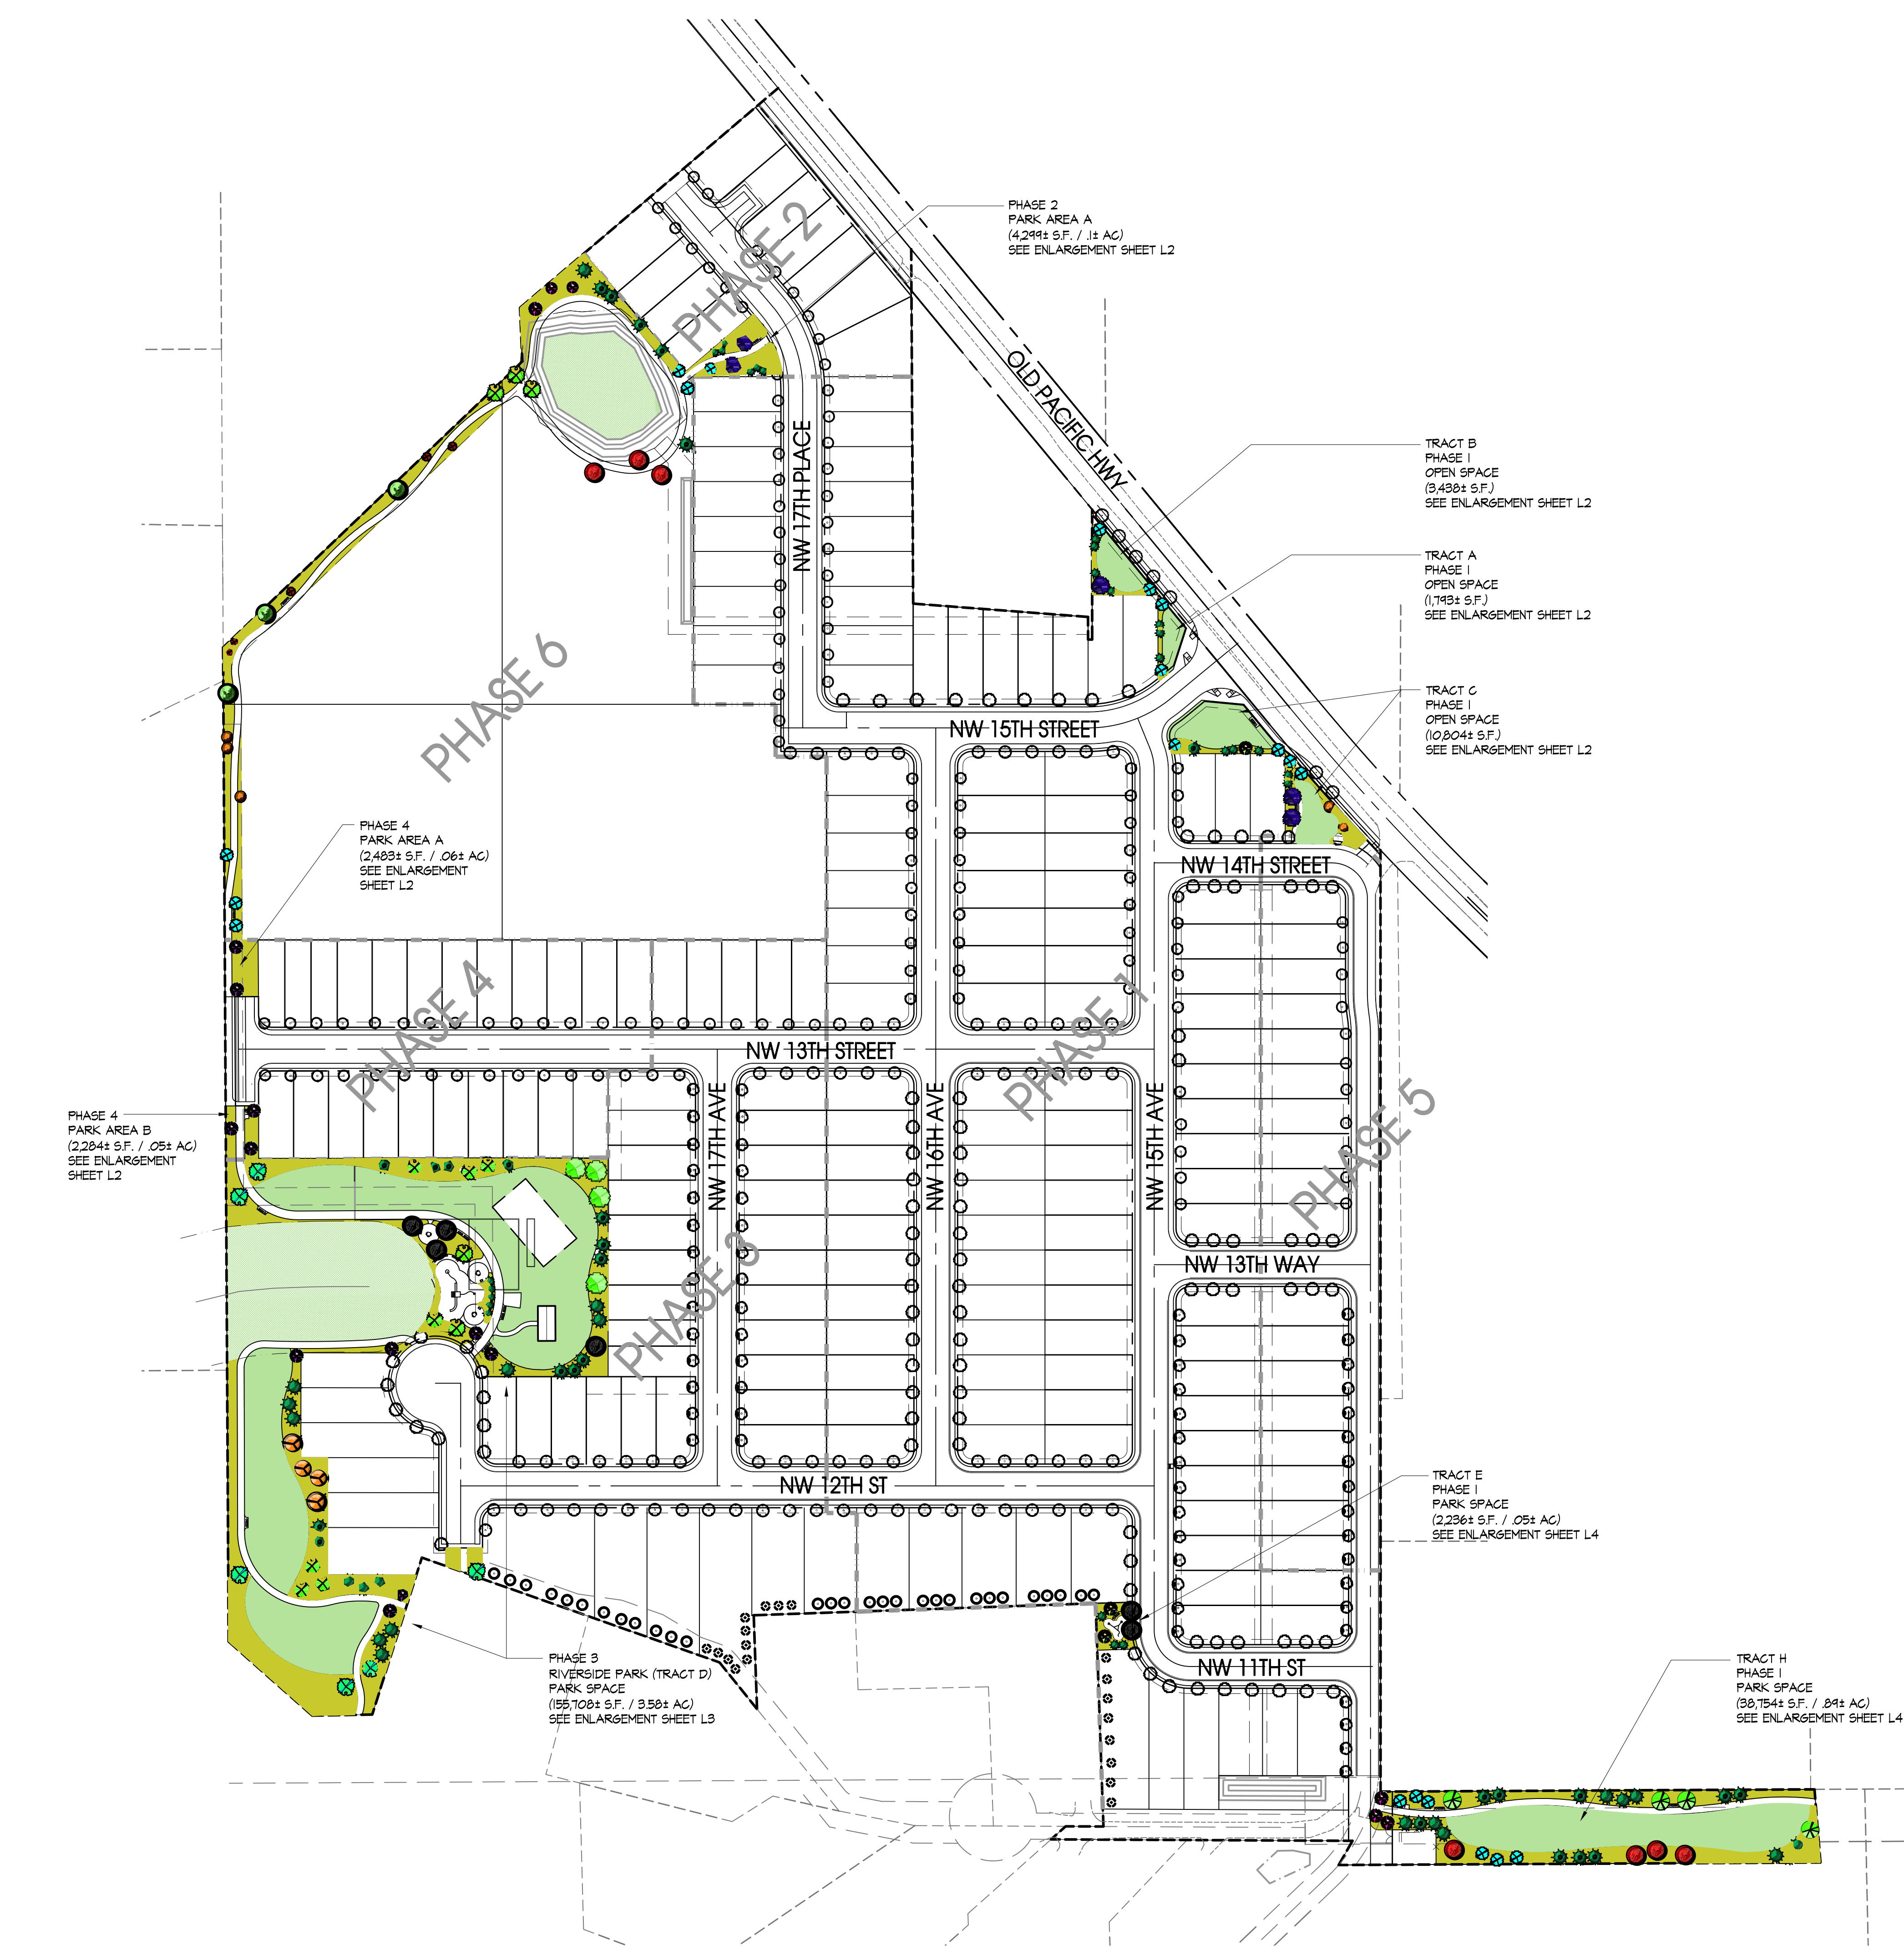 PHASE 2
PARK AREA A
(4,299± S.F. / .1± AC)
SEE ENLARGEMENT SHEET L2
PHASE 2
OLD PACIFIC HWY
TRACT B
PHASE 1
OPEN SPACE
(3,438± S.F.)
SEE ENLARGEMENT SHEET L2
NW 17TH PLACE
TRACT A
PHASE 1
OPEN SPACE
(1,793± S.F.)
SEE ENLARGEMENT SHEET L2
PHASE 6
TRACT C
PHASE 1
OPEN SPACE
(10,804± S.F.)
SEE ENLARGEMENT SHEET L2
NW 15TH STREET
PHASE 4
PARK AREA A
(2,483± S.F. / .06± AC)
SEE ENLARGEMENT
SHEET L2
NW 14TH STREET
PHASE 4
PHASE 1
NW 13TH STREET
PHASE 4
PARK AREA B
(2,284± S.F. / .05± AC)
SEE ENLARGEMENT
SHEET L2
NW 17TH AVE
NW 16TH AVE
NW 15TH AVE
PHASE 5
NW 13TH WAY
PHASE 3
NW 12TH ST
TRACT E
PHASE 1
PARK SPACE
(2,236± S.F. / .05± AC)
SEE ENLARGEMENT SHEET L4
PHASE 3
RIVERSIDE PARK (TRACT D)
PARK SPACE
(155,708± S.F. / 3.58± AC)
SEE ENLARGEMENT SHEET L3
NW 11TH ST
TRACT H
PHASE 1
PARK SPACE
(38,754± S.F. / .89± AC)
SEE ENLARGEMENT SHEET L4